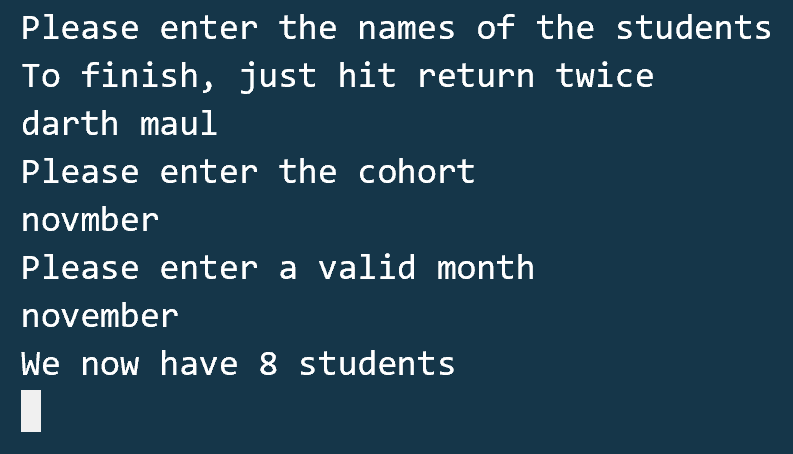 Please enter the names of the students
To finish, just hit return twice
darth maul
Please enter the cohort
novmber
Please enter a valid month
november
We now have 8 students